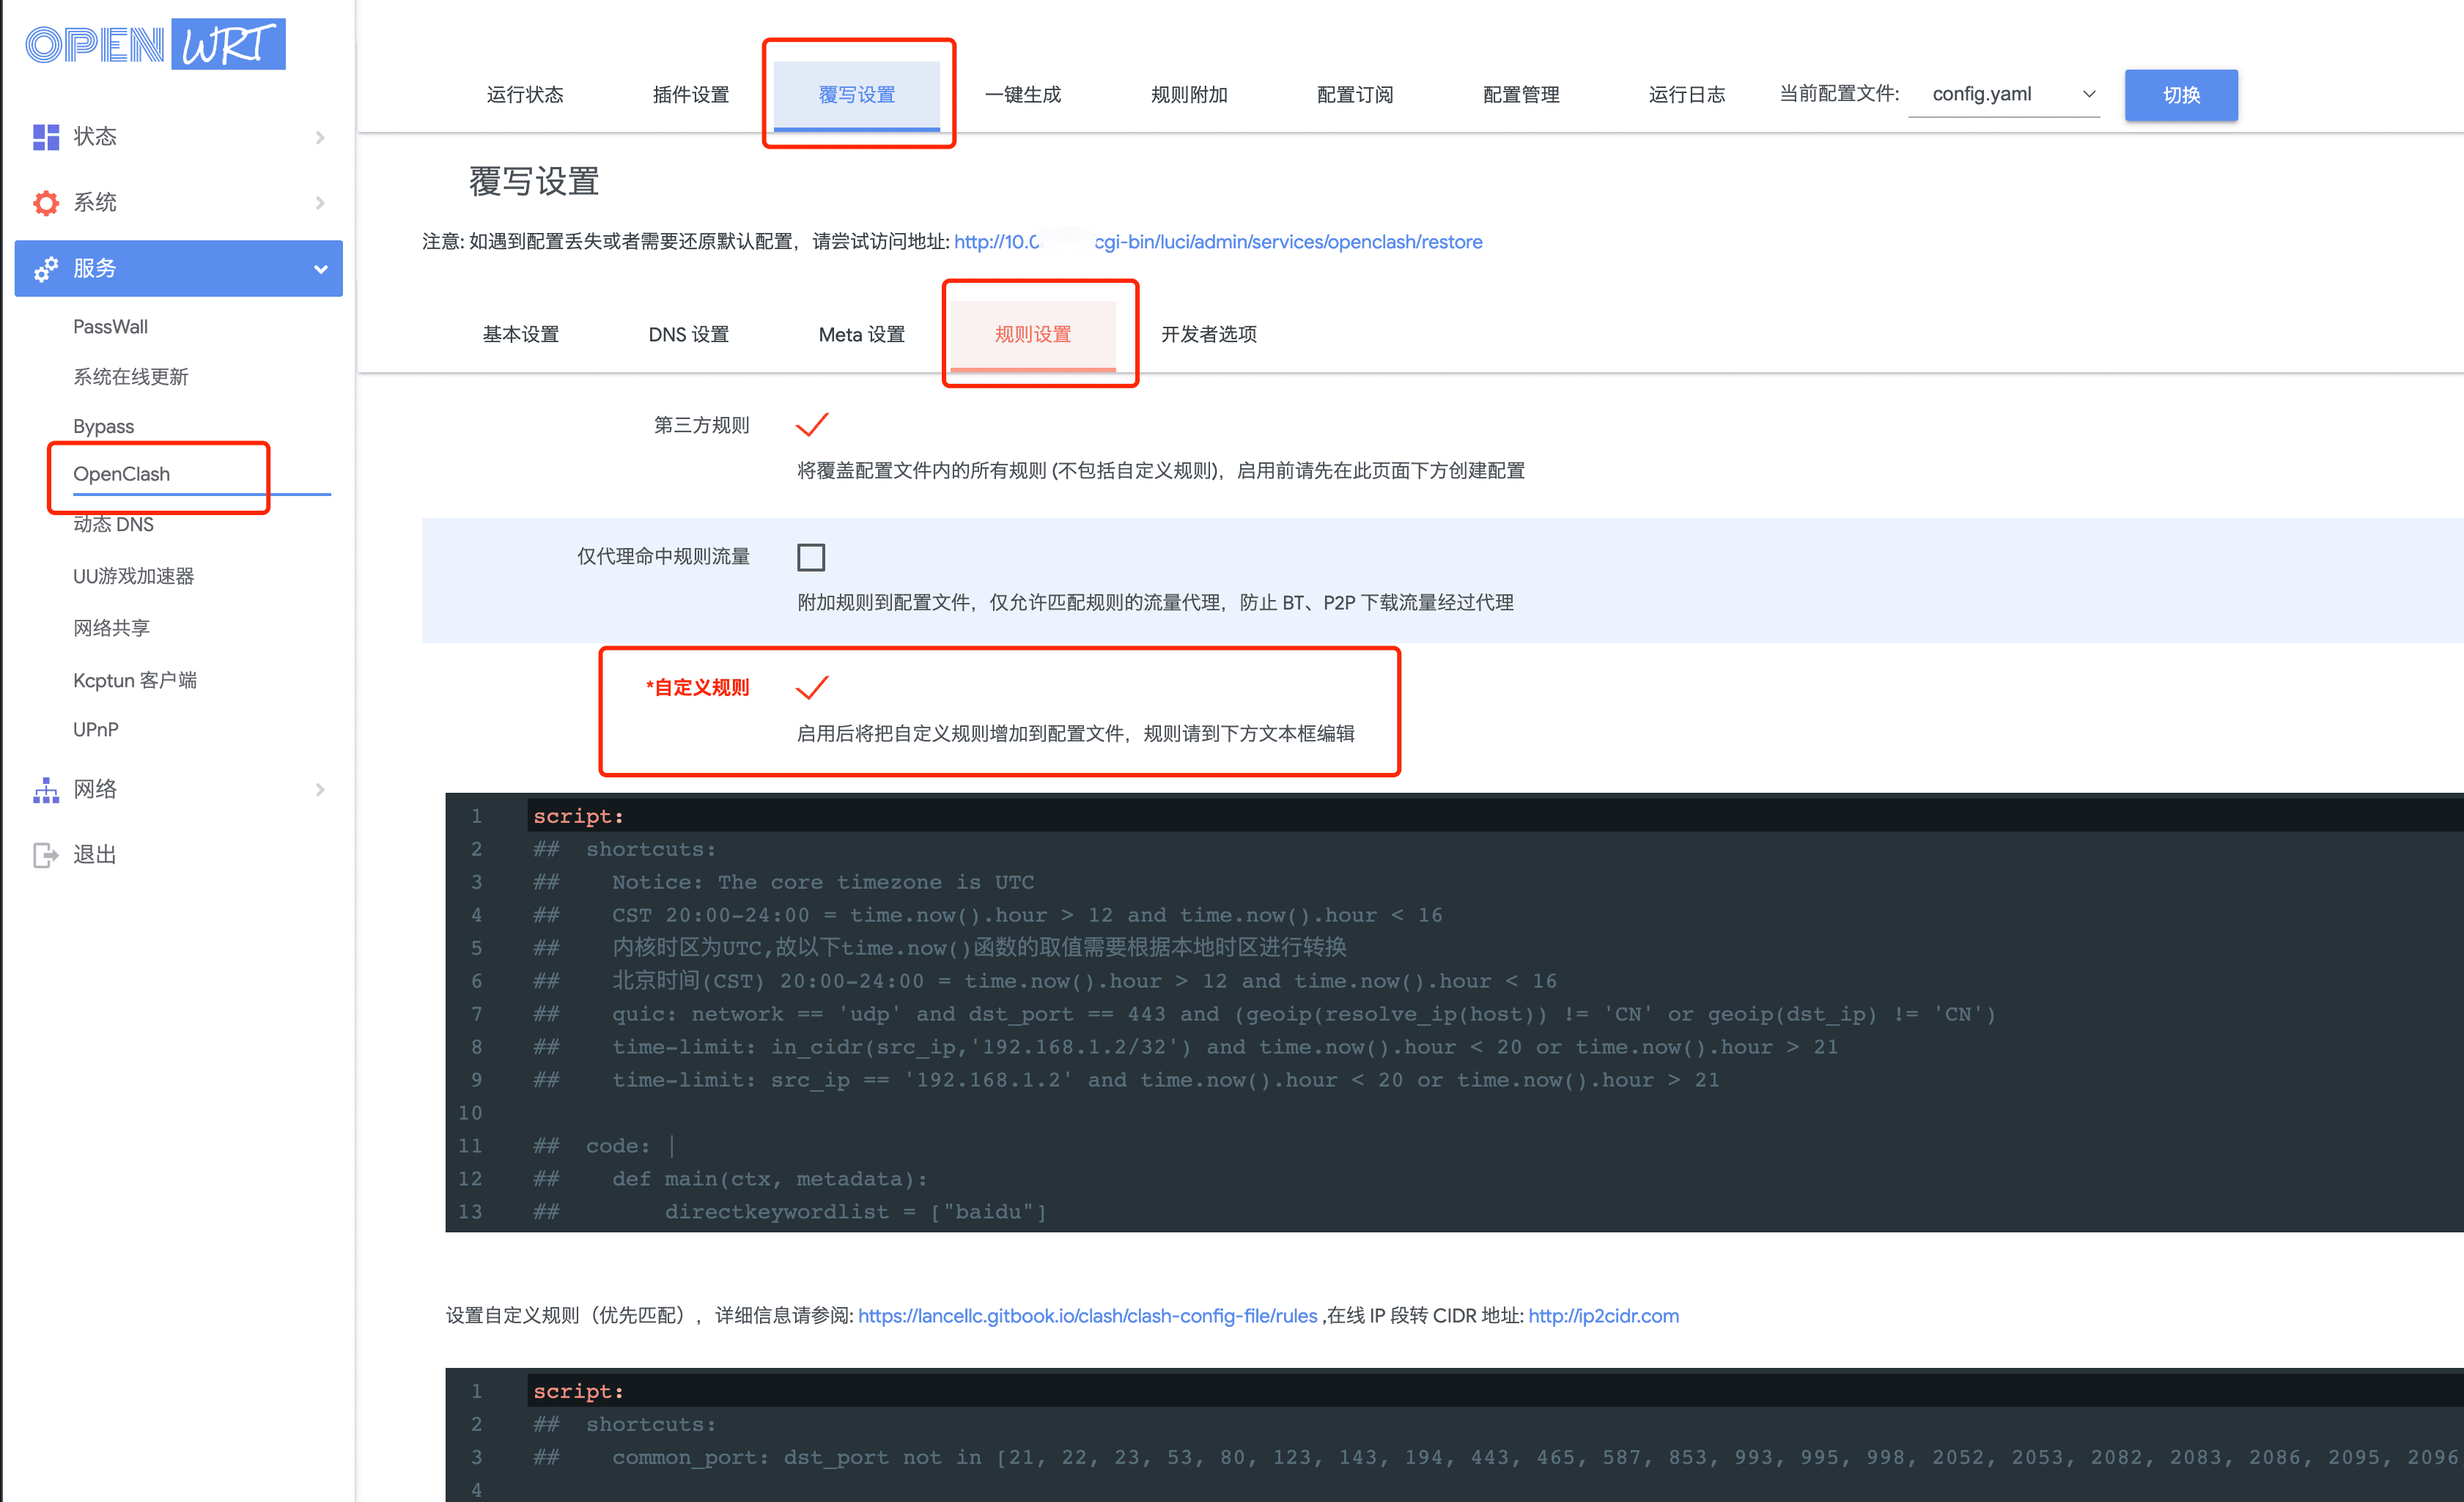 OPENWRT
运行状态 插件设置 覆写设置 一键生成 规则附加 配置订阅 配置管理 运行日志 当前配置文件: config.yaml 切换
状态
系统
服务
PassWall
系统在线更新
Bypass
OpenClash
动态 DNS
UU游戏加速器
网络共享
Kcptun 客户端
UPnP
网络
退出
覆写设置
注意: 如遇到配置丢失或者需要还原默认配置，请尝试访问地址: http://10.0 cgi-bin/luci/admin/services/openclash/restore
基本设置 DNS 设置 Meta 设置 规则设置 开发者选项
第三方规则
将覆盖配置文件内的所有规则 (不包括自定义规则)，启用前请先在此页面下方创建配置
仅代理命中规则流量
附加规则到配置文件，仅允许匹配规则的流量代理，防止 BT、P2P 下载流量经过代理
*自定义规则
启用后将把自定义规则增加到配置文件，规则请到下方文本框编辑
1 script:
2 ##  shortcuts:
3 ##    Notice: The core timezone is UTC
4 ##    CST 20:00-24:00 = time.now().hour > 12 and time.now().hour < 16
5 ##    内核时区为UTC,故以下time.now()函数的取值需要根据本地时区进行转换
6 ##    北京时间(CST) 20:00-24:00 = time.now().hour > 12 and time.now().hour < 16
7 ##    quic: network == 'udp' and dst_port == 443 and (geoip(resolve_ip(host)) != 'CN' or geoip(dst_ip) != 'CN')
8 ##    time-limit: in_cidr(src_ip,'192.168.1.2/32') and time.now().hour < 20 or time.now().hour > 21
9 ##    time-limit: src_ip == '192.168.1.2' and time.now().hour < 20 or time.now().hour > 21
10
11 ##  code: |
12 ##    def main(ctx, metadata):
13 ##        directkeywordlist = ["baidu"]
设置自定义规则（优先匹配），详细信息请参阅: https://lancellc.gitbook.io/clash/clash-config-file/rules ,在线 IP 段转 CIDR 地址: http://ip2cidr.com
1 script:
2 ##  shortcuts:
3 ##    common_port: dst_port not in [21, 22, 23, 53, 80, 123, 143, 194, 443, 465, 587, 853, 993, 995, 998, 2052, 2053, 2082, 2083, 2086, 2095, 2096
4